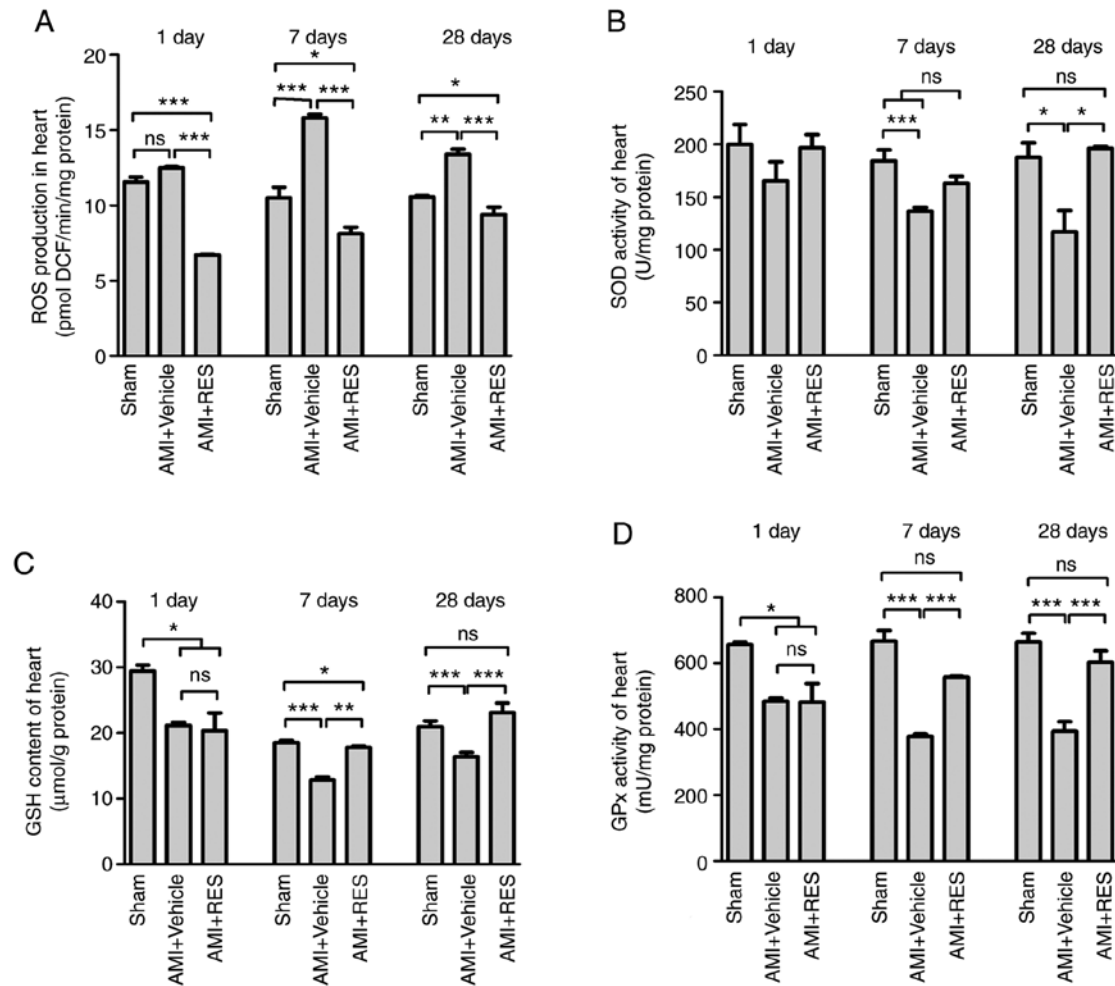 A
1 day
7 days
28 days
ROS production in heart
(pmol DCF/min/mg protein)
20
15
10
5
0
***
ns
***
*
***
***
*
**
***
Sham
AMI+Vehicle
AMI+RES
Sham
AMI+Vehicle
AMI+RES
Sham
AMI+Vehicle
AMI+RES
B
1 day
7 days
28 days
SOD activity of heart
(U/mg protein)
250
200
150
100
50
0
ns
***
ns
*
*
Sham
AMI+Vehicle
AMI+RES
Sham
AMI+Vehicle
AMI+RES
Sham
AMI+Vehicle
AMI+RES
C
1 day
7 days
28 days
GSH content of heart
(μmol/g protein)
40
30
20
10
0
*
ns
*
***
**
ns
***
***
Sham
AMI+Vehicle
AMI+RES
Sham
AMI+Vehicle
AMI+RES
Sham
AMI+Vehicle
AMI+RES
D
1 day
7 days
28 days
GPx activity of heart
(mU/mg protein)
800
600
400
200
0
*
ns
ns
***
***
ns
***
***
Sham
AMI+Vehicle
AMI+RES
Sham
AMI+Vehicle
AMI+RES
Sham
AMI+Vehicle
AMI+RES